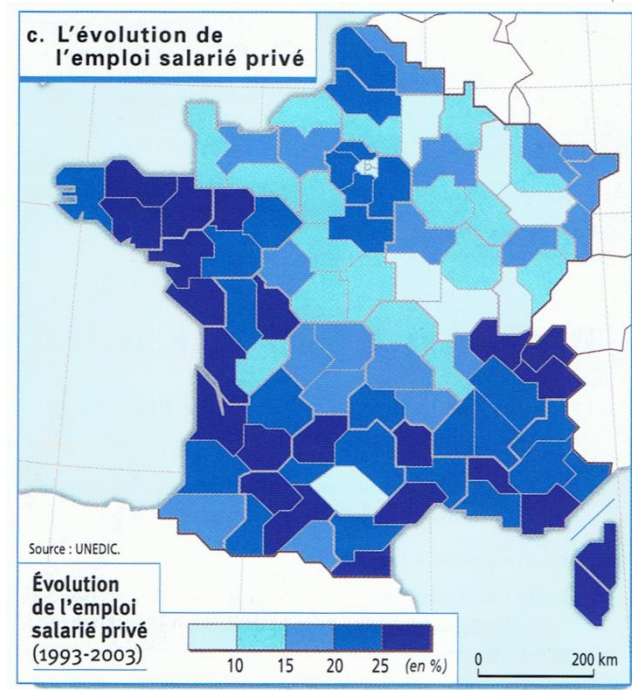 c. L'évolution de
l'emploi salarié privé
Source : UNEDIC.
Évolution
de l'emploi
salarié privé
(1993-2003)
10 15 20 25 (en %)
0 200 km